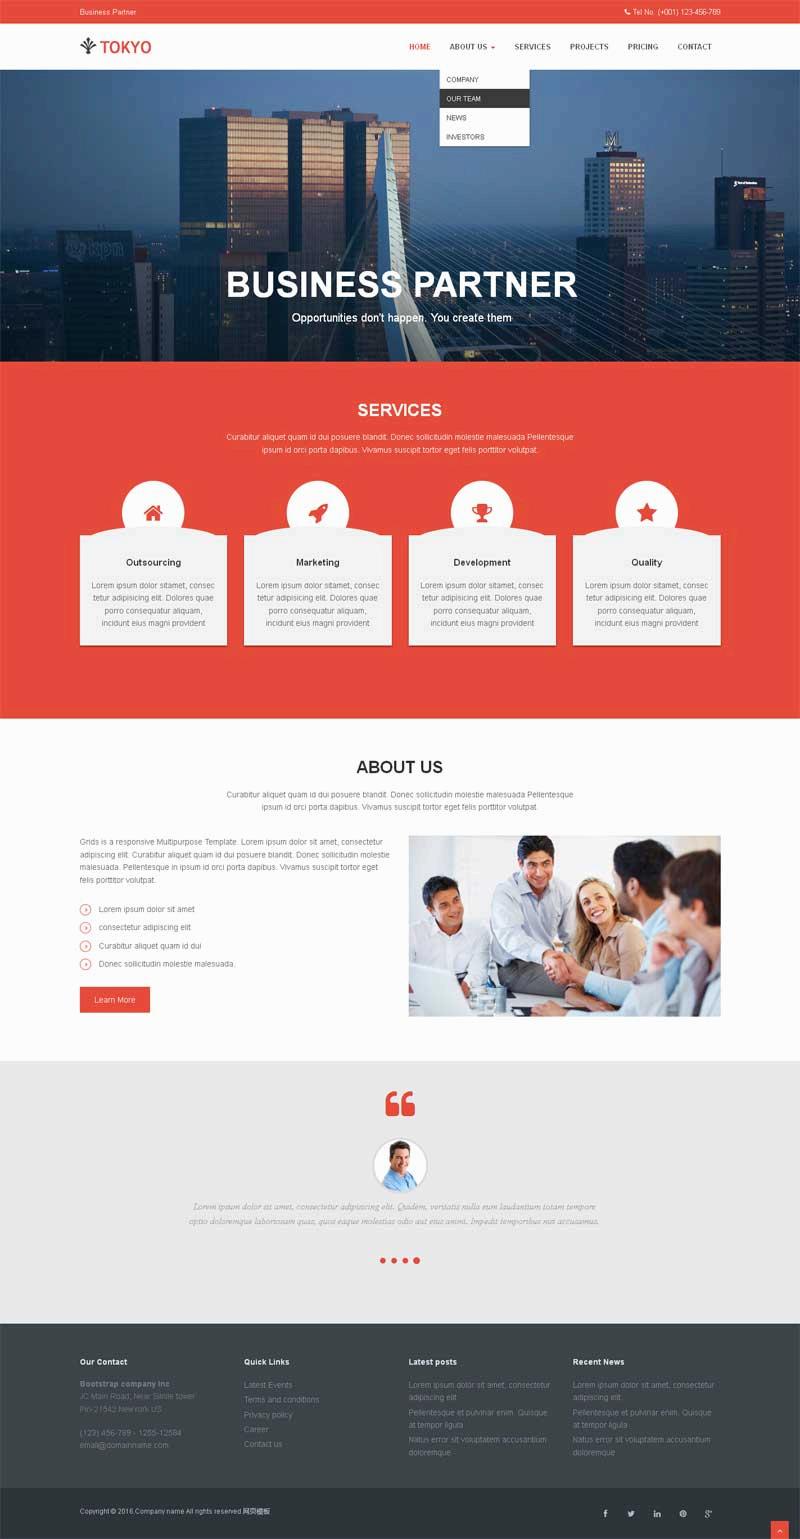 Business Partner
Tel No. (+001) 123-456-789
TOKYO
HOME
ABOUT US
SERVICES
PROJECTS
PRICING
CONTACT
COMPANY
OUR TEAM
NEWS
INVESTORS
kpn
M
BUSINESS PARTNER
Opportunities don't happen. You create them
SERVICES
Curabitur aliquet quam id dui posuere blandit. Donec sollicitudin molestie malesuada Pellentesque
ipsum id orci porta dapibus. Vivamus suscipit tortor eget felis porttitor volutpat.
Outsourcing
Lorem ipsum dolor sitamet, consec
tetur adipisicing elit. Dolores quae
porro consequatur aliquam,
incidunt eius magni provident
Marketing
Lorem ipsum dolor sitamet, consec
tetur adipisicing elit. Dolores quae
porro consequatur aliquam,
incidunt eius magni provident
Development
Lorem ipsum dolor sitamet, consec
tetur adipisicing elit. Dolores quae
porro consequatur aliquam,
incidunt eius magni provident
Quality
Lorem ipsum dolor sitamet, consec
tetur adipisicing elit. Dolores quae
porro consequatur aliquam,
incidunt eius magni provident
ABOUT US
Curabitur aliquet quam id dui posuere blandit. Donec sollicitudin molestie malesuada Pellentesque
ipsum id orci porta dapibus. Vivamus suscipit tortor eget felis porttitor volutpat.
Grids is a responsive Multipurpose Template. Lorem ipsum dolor sit amet, consectetur
adipiscing elit. Curabitur aliquet quam id dui posuere blandit. Donec sollicitudin molestie
malesuada. Pellentesque in ipsum id orci porta dapibus. Vivamus suscipit tortor eget
felis porttitor volutpat.
Lorem ipsum dolor sit amet
consectetur adipiscing elit
Curabitur aliquet quam id dui
Donec sollicitudin molestie malesuada.
Learn More
Lorem ipsum dolor sit amet, consectetur adipisicing elit. Quidem, veritatis nulla eum laudantium totam tempore
optio doloremque laboriosam quas, quos eaque molestias odio aut eius animi. Impedit temporibus nisi accusamus.
Our Contact
Bootstrap company Inc
JC Main Road, Near Silnile tower
Pin-21542 NewYork US.
(123) 456-789 - 1255-12584
email@domainname.com
Quick Links
Latest Events
Terms and conditions
Privacy policy
Career
Contact us
Latest posts
Lorem ipsum dolor sit amet, consectetur
adipiscing elit.
Pellentesque et pulvinar enim. Quisque
at tempor ligula
Natus error sit voluptatem accusantium
doloremque
Recent News
Lorem ipsum dolor sit amet, consectetur
adipiscing elit.
Pellentesque et pulvinar enim. Quisque
at tempor ligula
Natus error sit voluptatem accusantium
doloremque
Copyright © 2016.Company name All rights reserved.网页模板